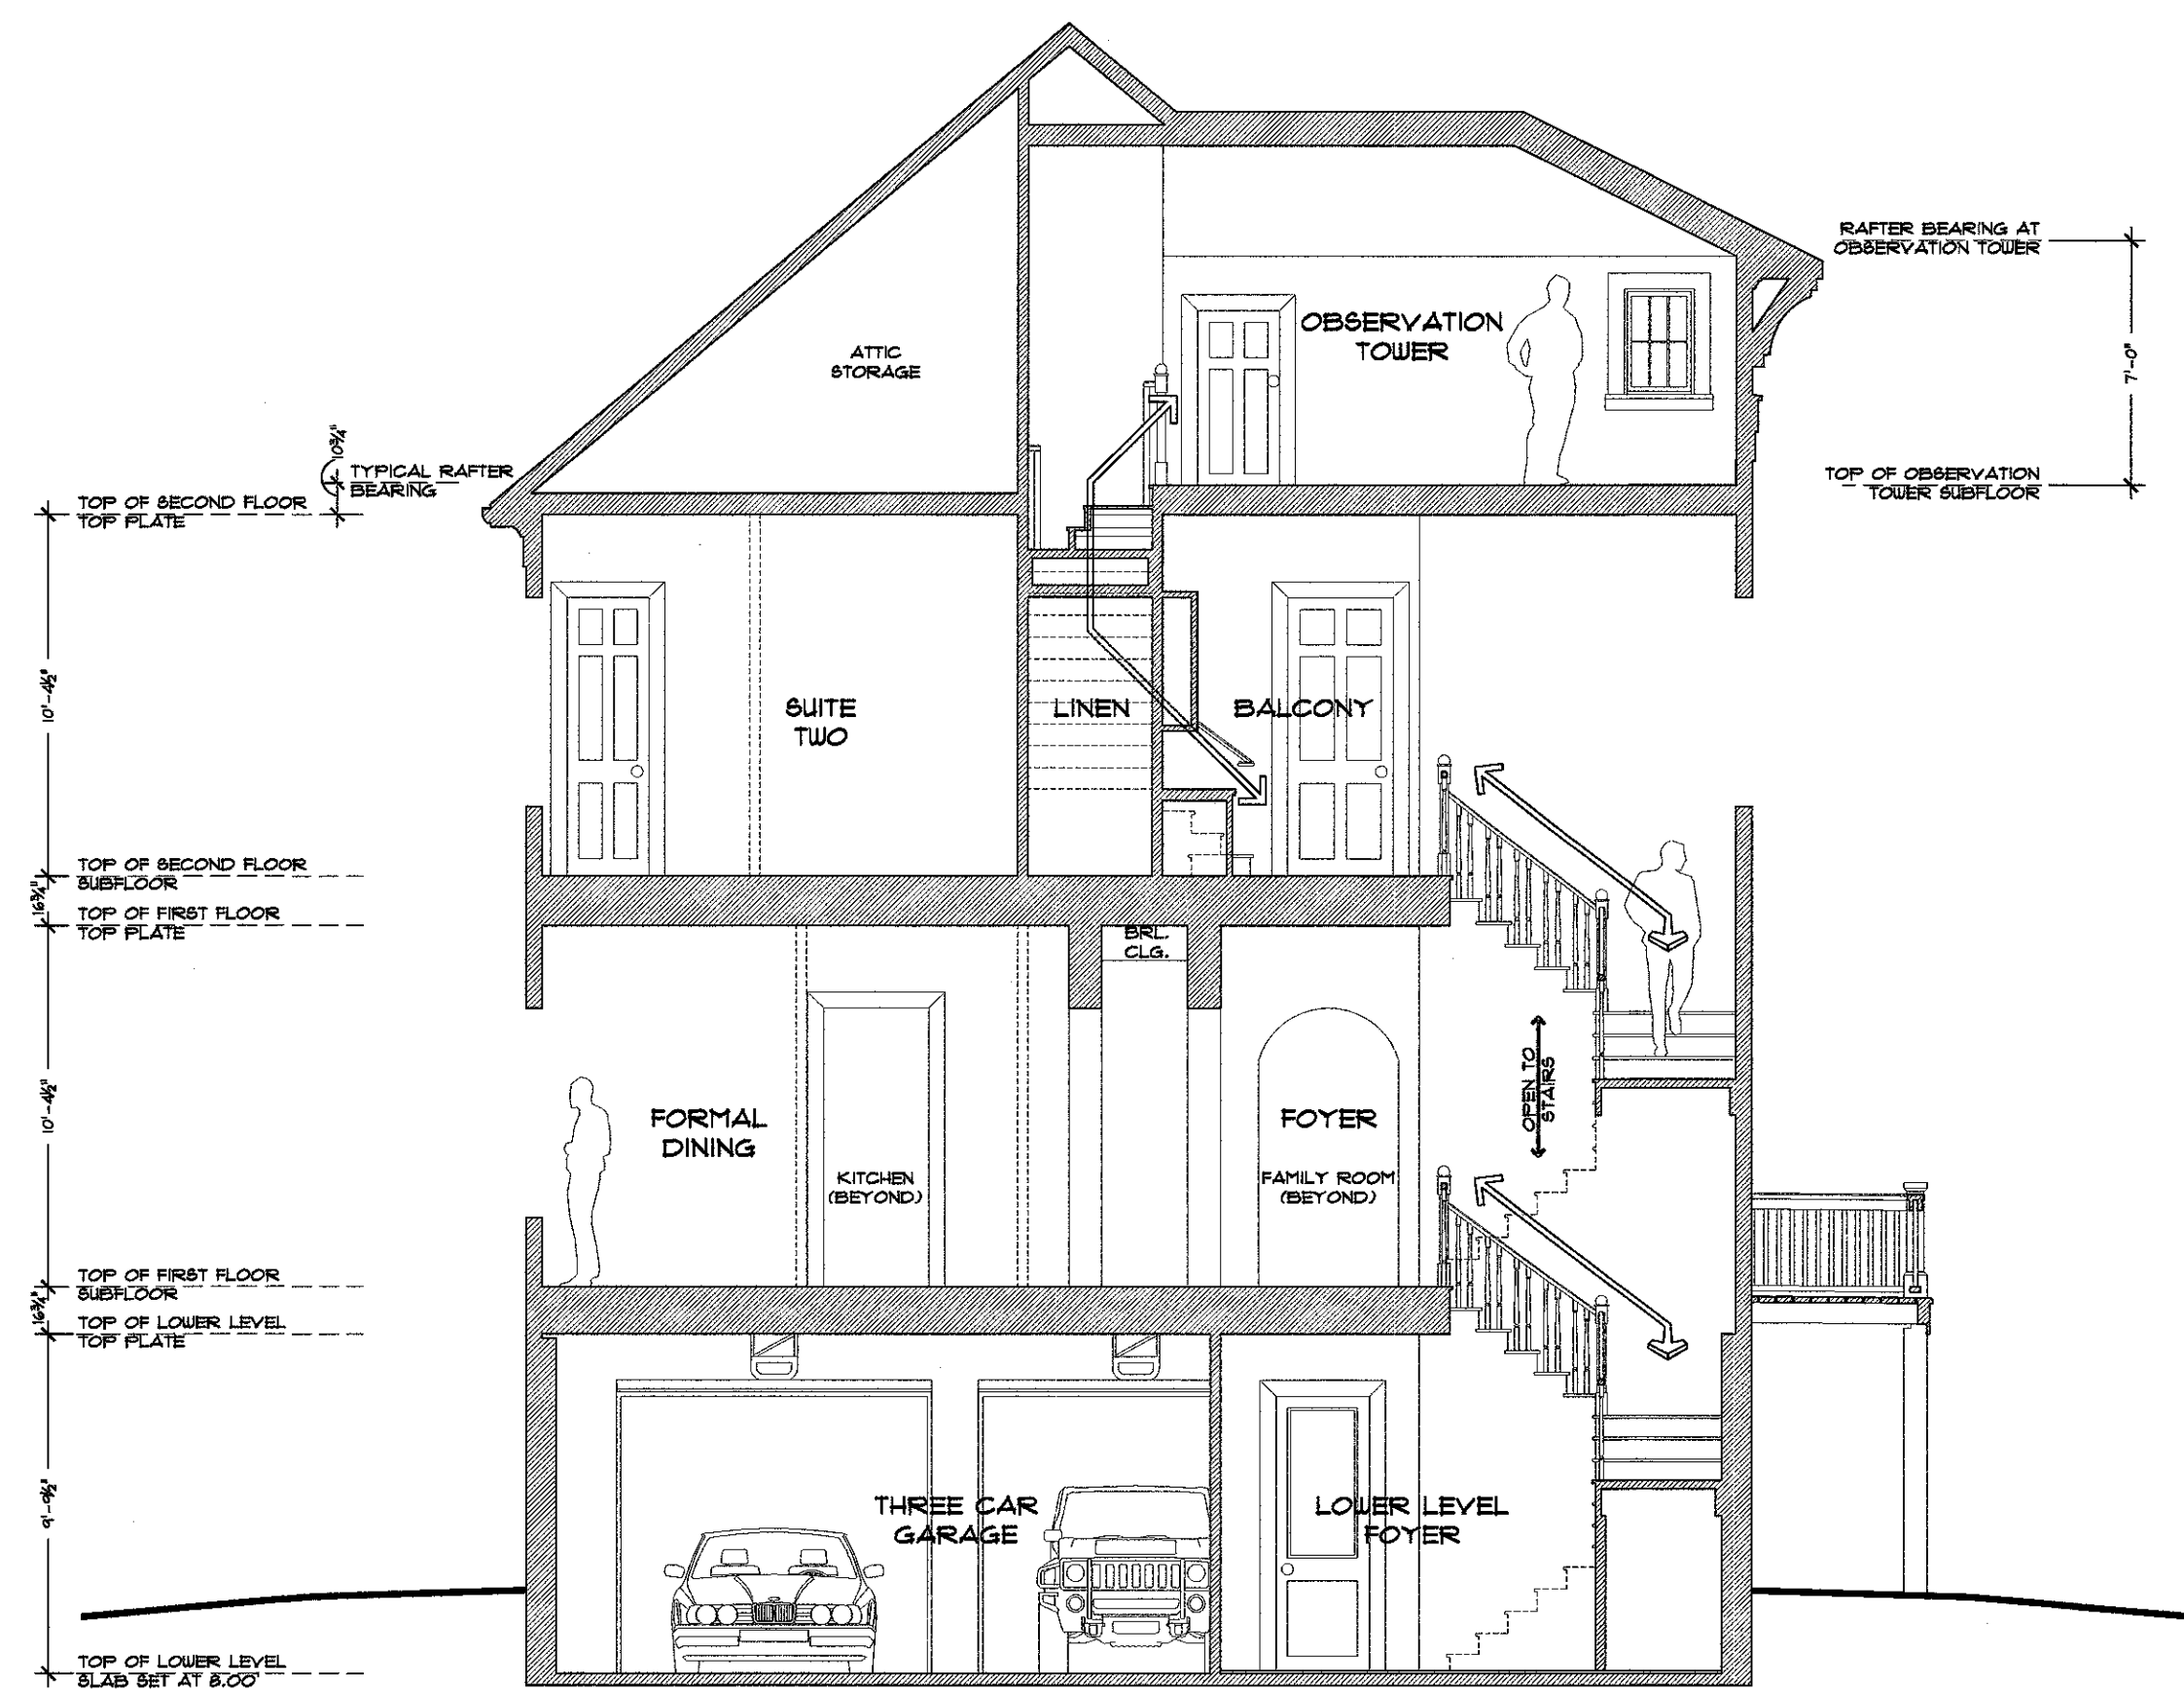 RAFTER BEARING AT
OBSERVATION TOWER
7'-0"
OBSERVATION
TOWER
ATTIC
STORAGE
10¾"
TYPICAL RAFTER
BEARING
TOP OF SECOND FLOOR
TOP PLATE
TOP OF OBSERVATION
TOWER SUBFLOOR
10'-4½"
SUITE
TWO
LINEN
BALCONY
TOP OF SECOND FLOOR
SUBFLOOR
16¾"
TOP OF FIRST FLOOR
TOP PLATE
BRL.
CLG.
10'-4½"
FORMAL
DINING
KITCHEN
(BEYOND)
FOYER
FAMILY ROOM
(BEYOND)
OPEN TO
STAIRS
TOP OF FIRST FLOOR
SUBFLOOR
16¾"
TOP OF LOWER LEVEL
TOP PLATE
9'-9½"
THREE CAR
GARAGE
LOWER LEVEL
FOYER
TOP OF LOWER LEVEL
SLAB SET AT 8.00'